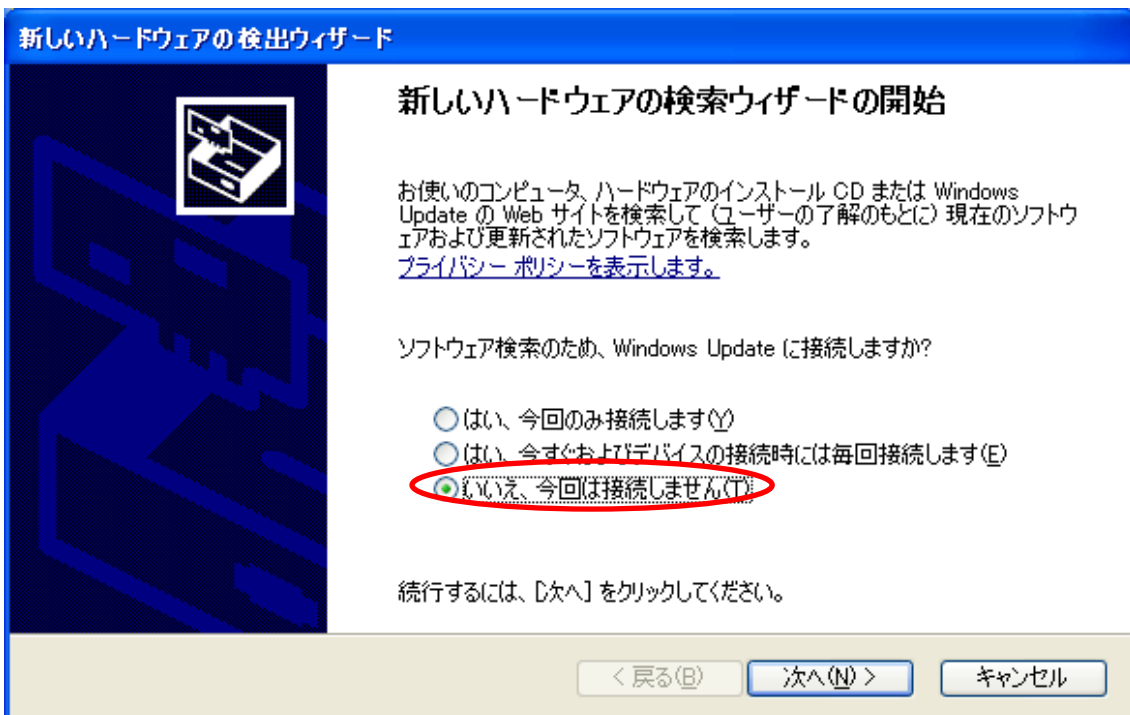 新しいハードウェアの検出ウィザード
新しいハードウェアの検索ウィザードの開始
お使いのコンピュータ、ハードウェアのインストール CD または Windows
Update の Web サイトを検索して (ユーザーの了解のもとに) 現在のソフトウ
ェアおよび更新されたソフトウェアを検索します。
プライバシー ポリシーを表示します。
ソフトウェア検索のため、Windows Update に接続しますか?
はい、今回のみ接続します(Y)
はい、今すぐおよびデバイスの接続時には毎回接続します(E)
いいえ、今回は接続しません(T)
続行するには、[次へ] をクリックしてください。
< 戻る(B) 次へ(N) > キャンセル